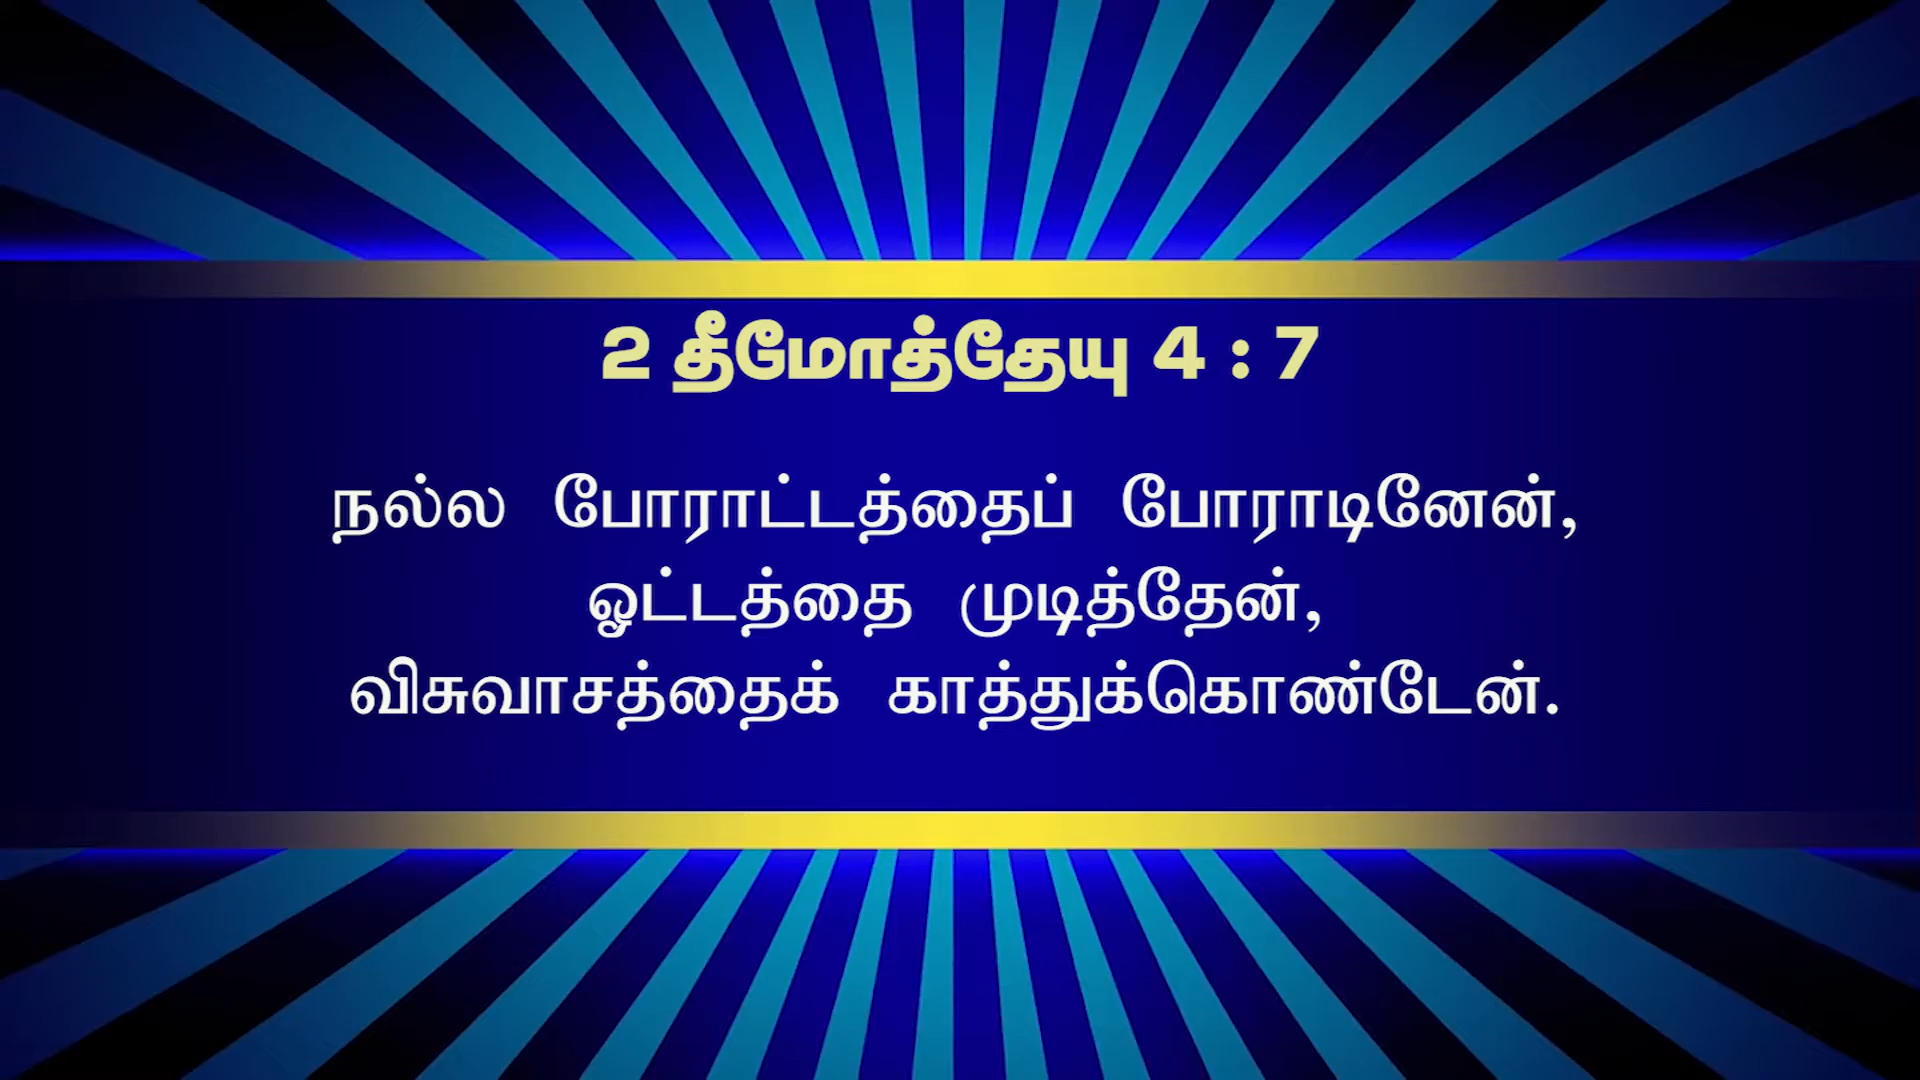 2 தீமோத்தேயு 4 : 7
நல்ல போராட்டத்தைப் போராடினேன்,
ஓட்டத்தை முடித்தேன்,
விசுவாசத்தைக் காத்துக்கொண்டேன்.